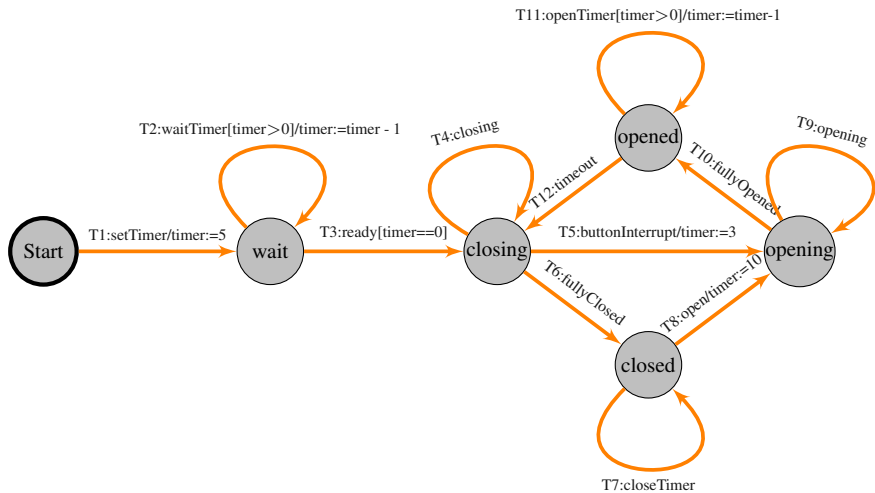 T11:openTimer[timer>0]/timer:=timer-1
T2:waitTimer[timer>0]/timer:=timer - 1
T4:closing
opened
T9:opening
T12:timeout
T10:fullyOpened
Start
T1:setTimer/timer:=5
wait
T3:ready[timer==0]
closing
T5:buttonInterrupt/timer:=3
opening
T6:fullyClosed
T8:open/timer:=10
closed
T7:closeTimer